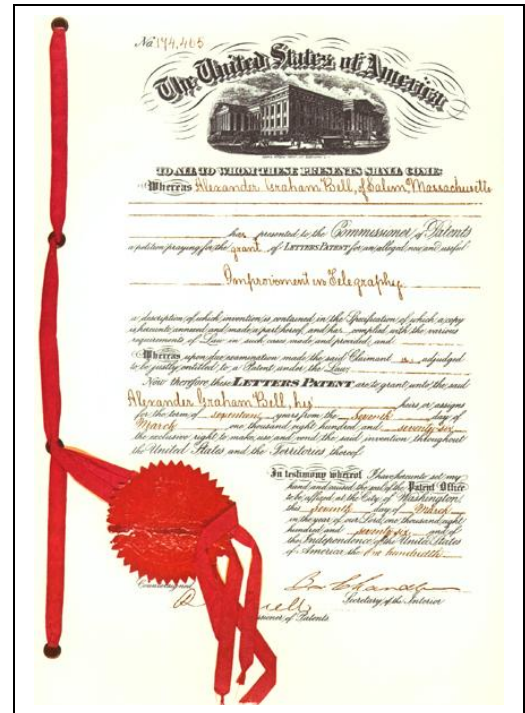 No. 174,465
The United States of America
TO ALL TO WHOM THESE PRESENTS SHALL COME:
Whereas Alexander Graham Bell, of Salem, Massachusetts
has presented to the Commissioner of Patents
a petition praying for the grant of LETTERS PATENT for an alleged new and useful
Improvement in Telegraphy
a description of which invention is contained in the Specification of which a copy
is hereunto annexed and made a part hereof, and has complied with the various
requirements of Law in such cases made and provided, and
Whereas upon due examination made the said Claimant is adjudged
to be justly entitled to a Patent under the Law.
Now therefore these LETTERS PATENT are to grant unto the said
Alexander Graham Bell, his heirs or assigns
for the term of seventeen years from the seventh day of
March one thousand eight hundred and seventy-six
the exclusive right to make, use and vend the said invention throughout
the United States and the Territories thereof.
In testimony whereof I have hereunto set my
hand and caused the seal of the Patent Office
to be affixed at the City of Washington
this seventh day of March
in the year of our Lord one thousand eight
hundred and seventy-six and of
the Independence of the United States
of America the one hundredth
Countersigned
Secretary of the Interior
of Patents